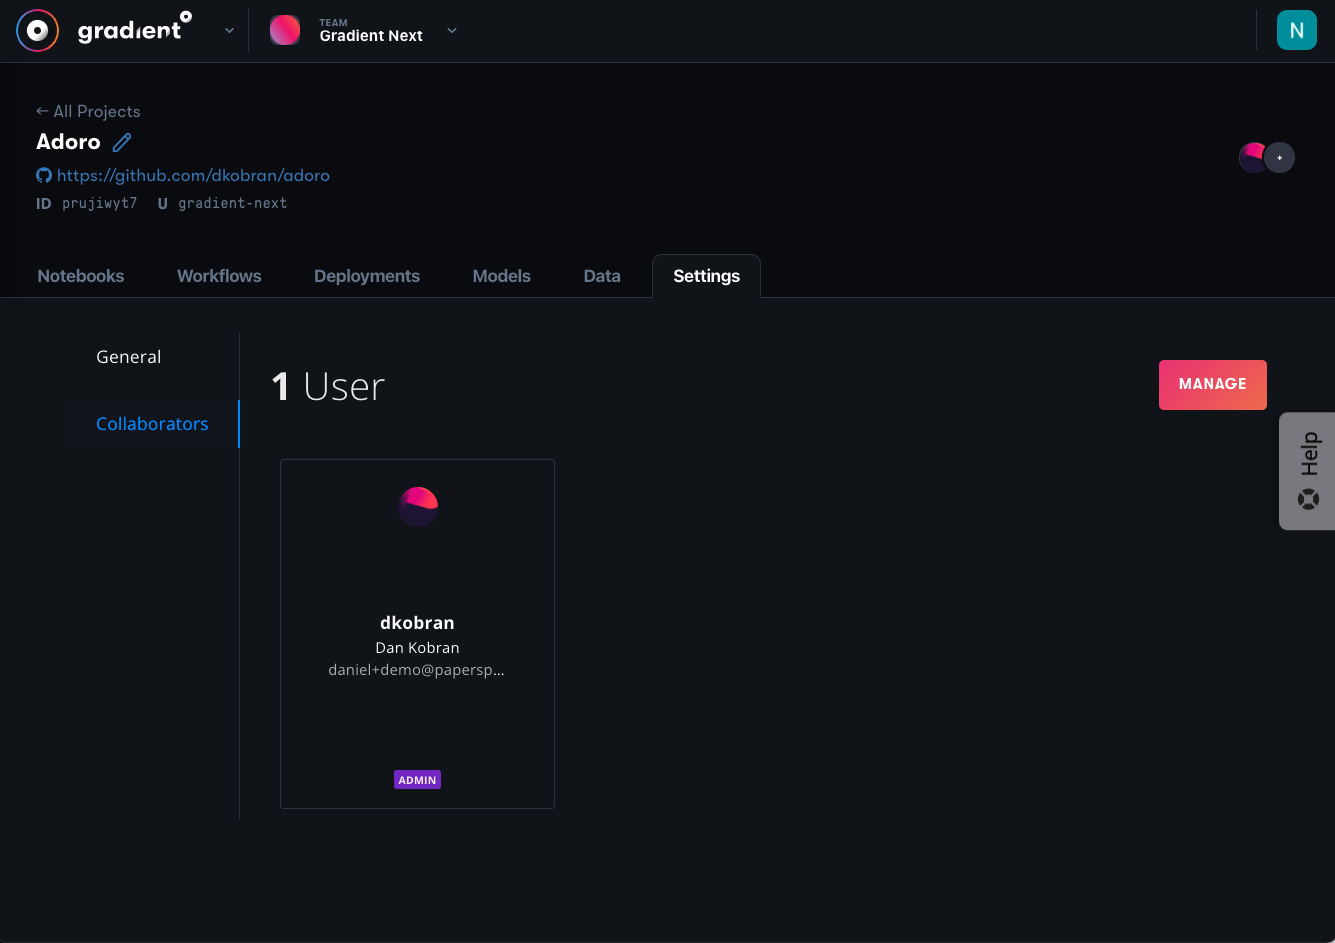 gradient
TEAM
Gradient Next
N
← All Projects
Adoro
https://github.com/dkobran/adoro
+
ID prujiwyt7 U gradient-next
Notebooks Workflows Deployments Models Data Settings
General
Collaborators
1 User
MANAGE
Help
dkobran
Dan Kobran
daniel+demo@papersp...
ADMIN